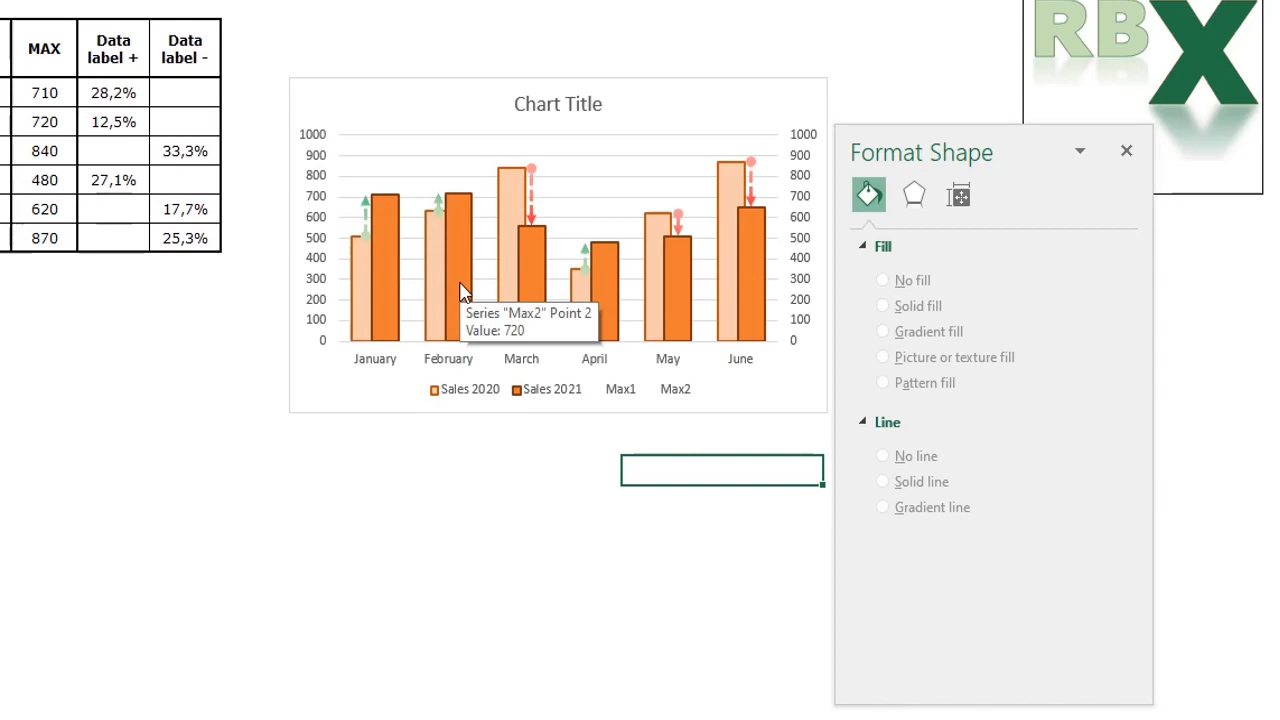 MAX Data label + Data label -
710 28,2%
720 12,5%
840 33,3%
480 27,1%
620 17,7%
870 25,3%
Chart Title
1000 1000
900 900
800 800
700 700
600 600
500 500
400 400
300 300
200 200
100 100
0 0
Series "Max2" Point 2
Value: 720
January February March April May June
Sales 2020 Sales 2021 Max1 Max2
RBX
Format Shape
Fill
No fill
Solid fill
Gradient fill
Picture or texture fill
Pattern fill
Line
No line
Solid line
Gradient line